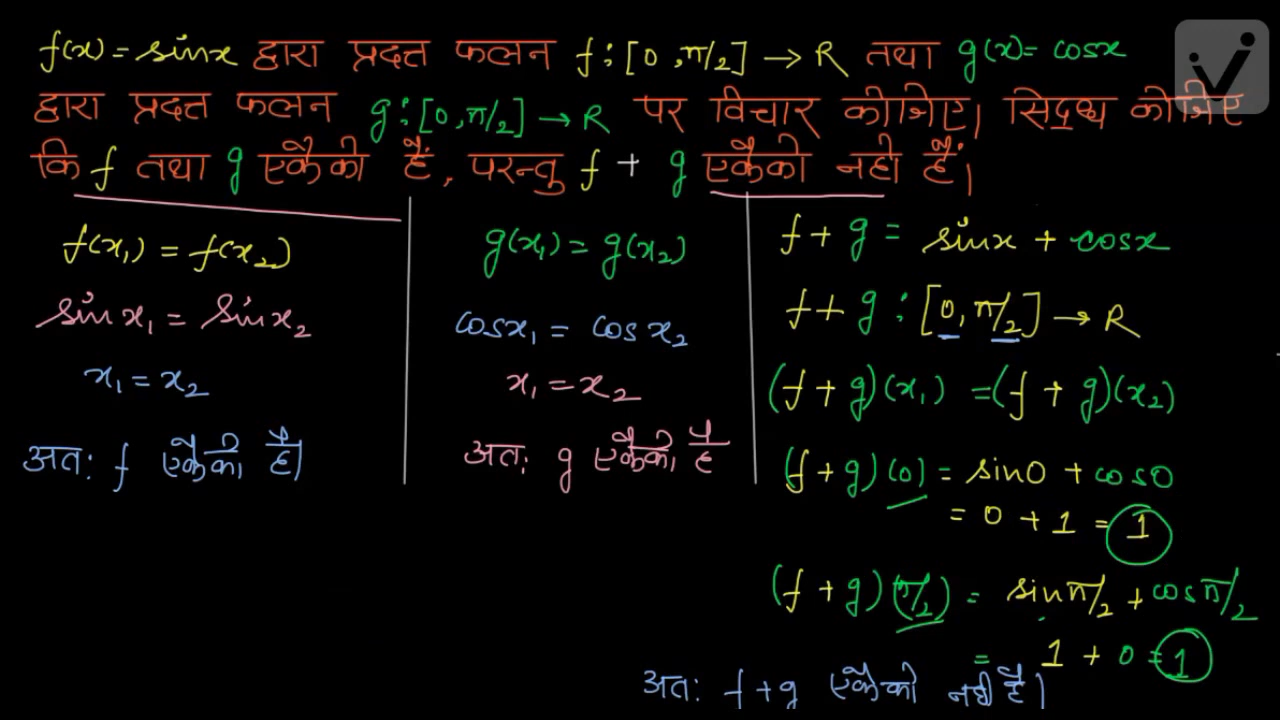 f(x) = sinx द्वारा प्रदत्त फलन f : [0, π/2] → R तथा g(x) = cosx
द्वारा प्रदत्त फलन g : [0, π/2] → R पर विचार कीजिए। सिद्ध कीजिए
कि f तथा g एकैकी हैं, परन्तु f + g एकैकी नहीं है।
f(x₁) = f(x₂)
sinx₁ = sinx₂
x₁ = x₂
अतः f एकैकी है।
g(x₁) = g(x₂)
cosx₁ = cosx₂
x₁ = x₂
अतः g एकैकी है
f + g = sinx + cosx
f + g : [0, π/2] → R
(f + g)(x₁) = (f + g)(x₂)
(f + g)(0) = sin0 + cos0
= 0 + 1 = 1
(f + g)(π/2) = sinπ/2 + cosπ/2
= 1 + 0 = 1
अतः f+g एकैकी नहीं है।